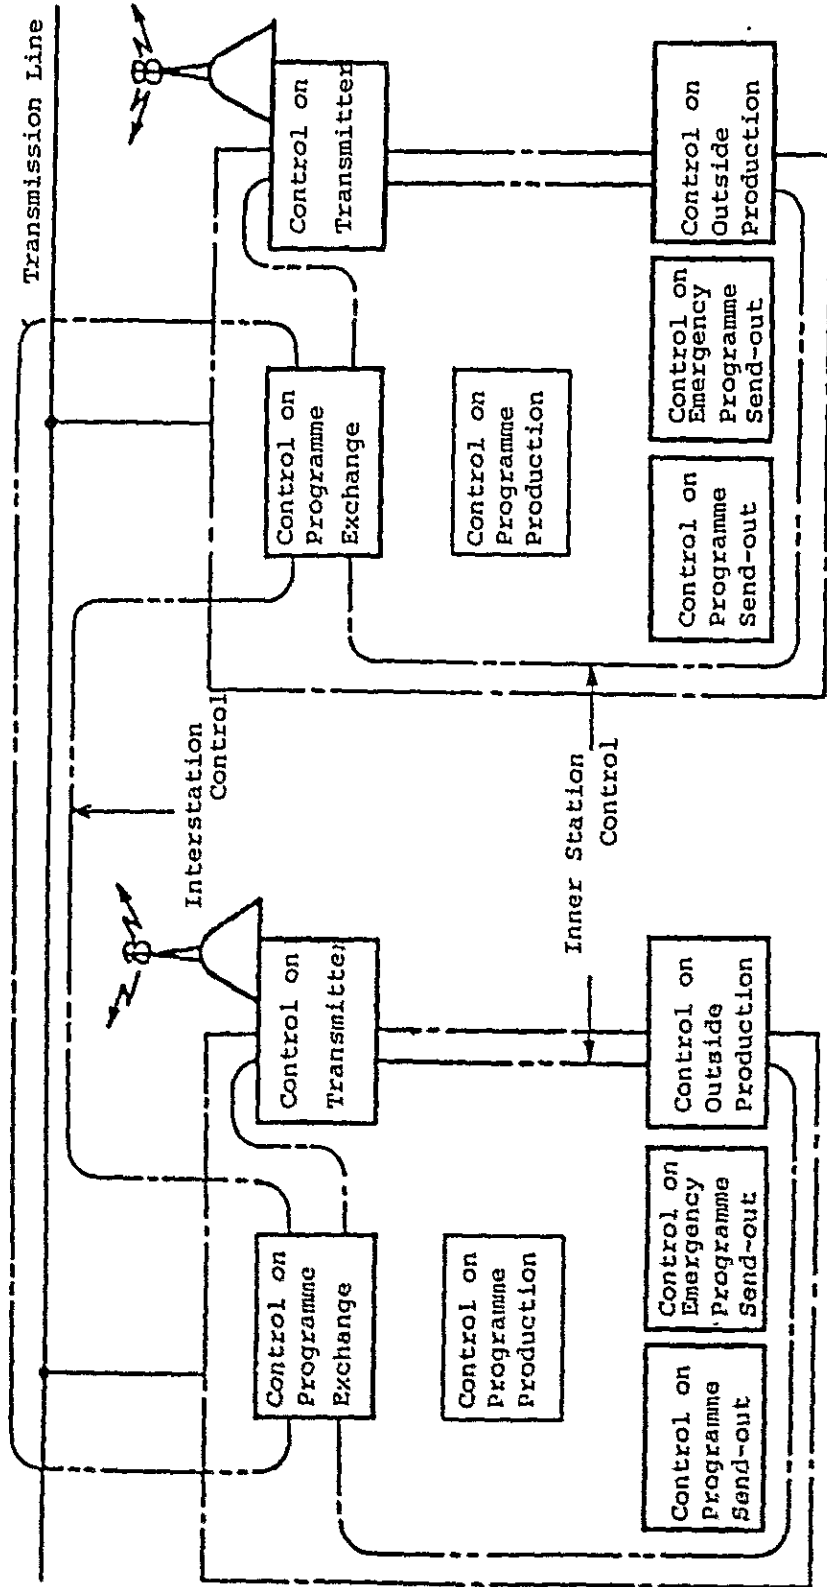 Transmission Line
Interstation
Control
Inner Station
Control
Control on
Programme
Exchange
Control on
Transmitter
Control on
Programme
Production
Control on
Programme
Send-out
Control on
Emergency
Programme
Send-out
Control on
Outside
Production
Control on
Programme
Exchange
Control on
Transmitter
Control on
Programme
Production
Control on
Programme
Send-out
Control on
Emergency
Programme
Send-out
Control on
Outside
Production